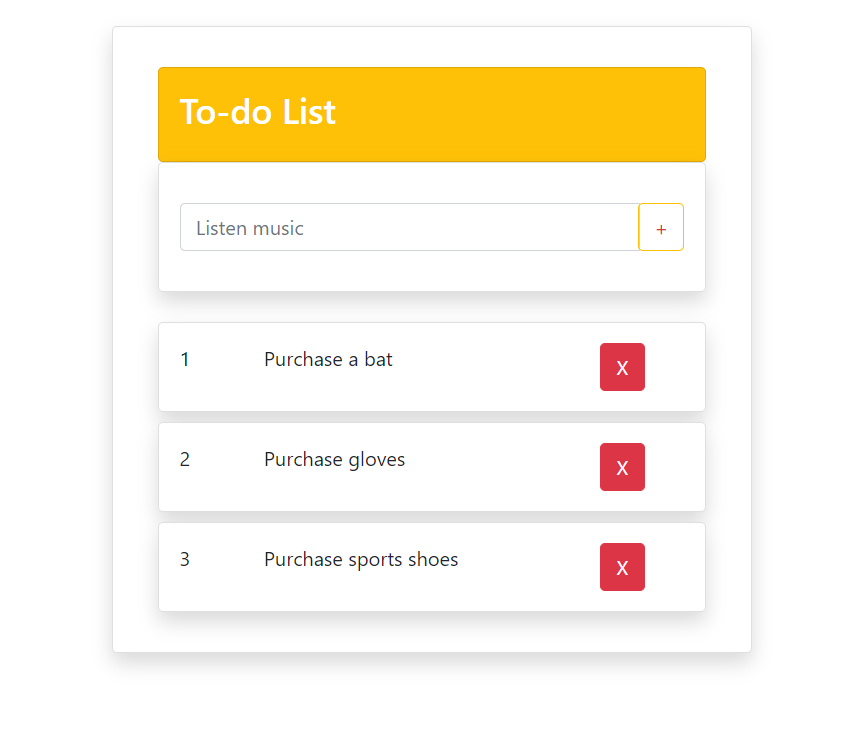 To-do List
Listen music +
1 Purchase a bat X
2 Purchase gloves X
3 Purchase sports shoes X